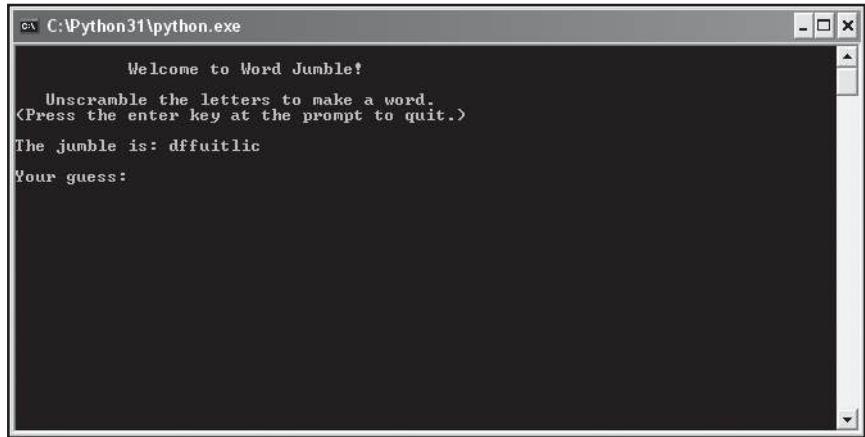 C:\Python31\python.exe
Welcome to Word Jumble!
Unscramble the letters to make a word.
(Press the enter key at the prompt to quit.)
The jumble is: dffuitlic
Your guess: